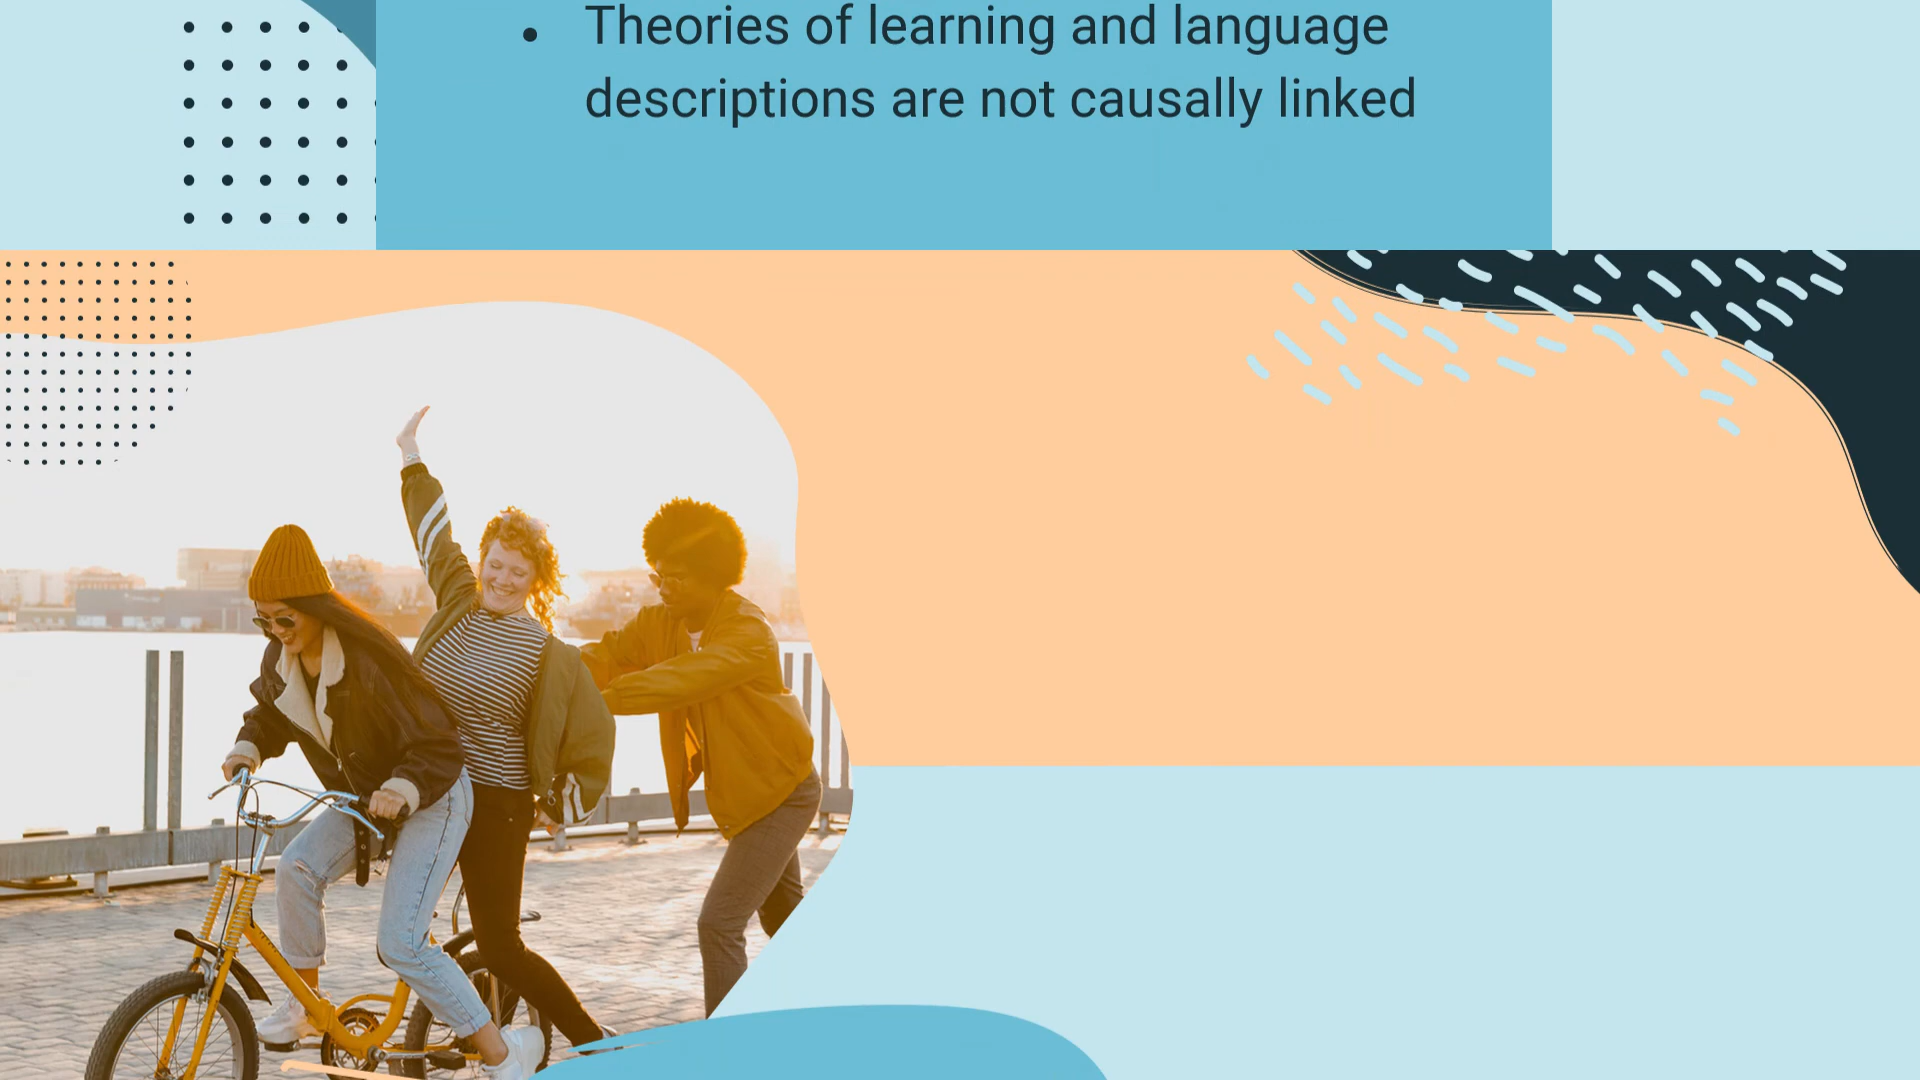 • Theories of learning and language
descriptions are not causally linked